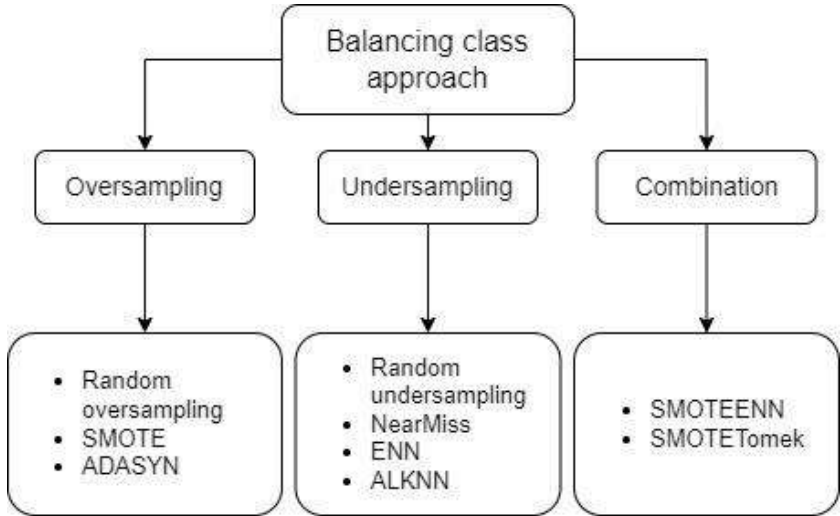 Balancing class
approach
Oversampling
Undersampling
Combination
• Random
oversampling
• SMOTE
• ADASYN
• Random
undersampling
• NearMiss
• ENN
• ALKNN
• SMOTEENN
• SMOTETomek